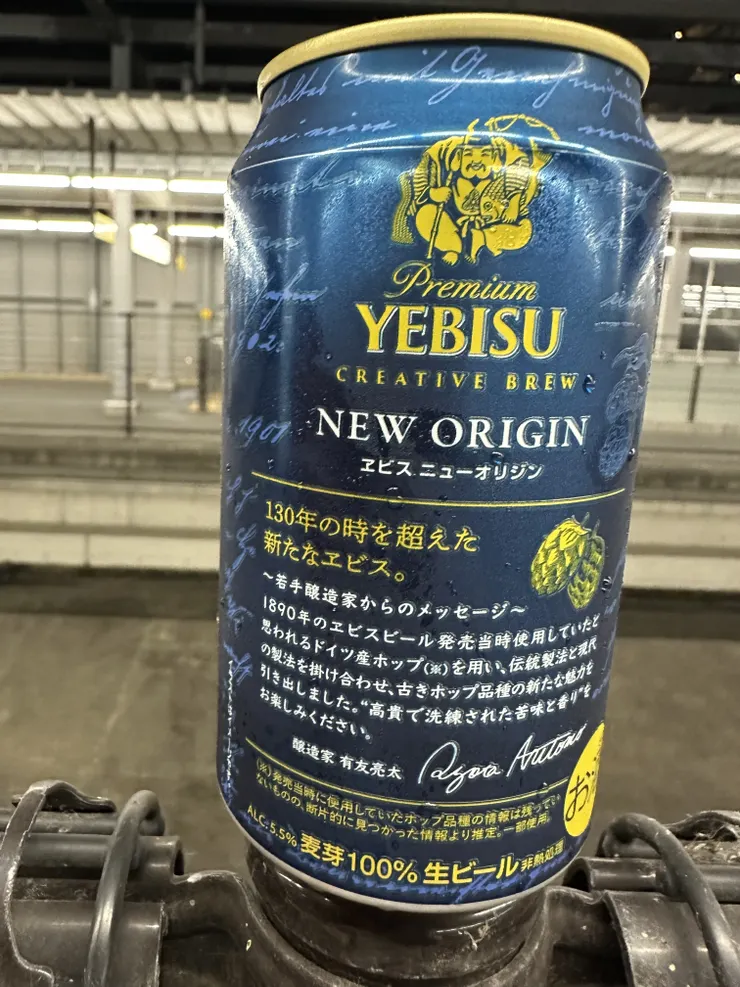 Premium
YEBISU
CREATIVE BREW
NEW ORIGIN
ヱビス ニューオリジン
130年の時を超えた
新たなヱビス。
～若手醸造家からのメッセージ～
1890年のヱビスビール発売当時使用していたと
思われるドイツ産ホップ(※)を用い、伝統製法と現代
の製法を掛け合わせ、古きホップ品種の新たな魅力を
引き出しました。“高貴で洗練された苦味と香り”を
お楽しみください。
醸造家 有友亮太
(※)発売当時に使用していたホップ品種の情報は残ってい
ないものの、断片的に見つかった情報より推定。一部使用。
お酒
ALC.5.5% 麦芽100% 生ビール 非熱処理
1901